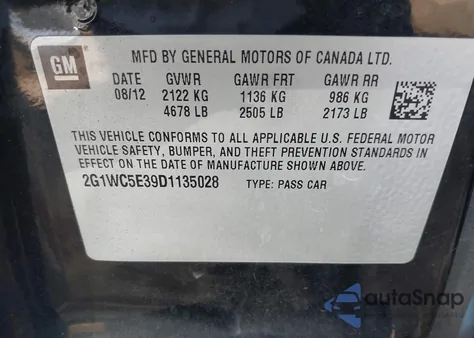 GM
MFD BY GENERAL MOTORS OF CANADA LTD.
DATE GVWR GAWR FRT GAWR RR
08/12 2122 KG 1136 KG 986 KG
4678 LB 2505 LB 2173 LB
THIS VEHICLE CONFORMS TO ALL APPLICABLE U.S. FEDERAL MOTOR
VEHICLE SAFETY, BUMPER, AND THEFT PREVENTION STANDARDS IN
EFFECT ON THE DATE OF MANUFACTURE SHOWN ABOVE.
2G1WC5E39D1135028 TYPE: PASS CAR
autoSnap